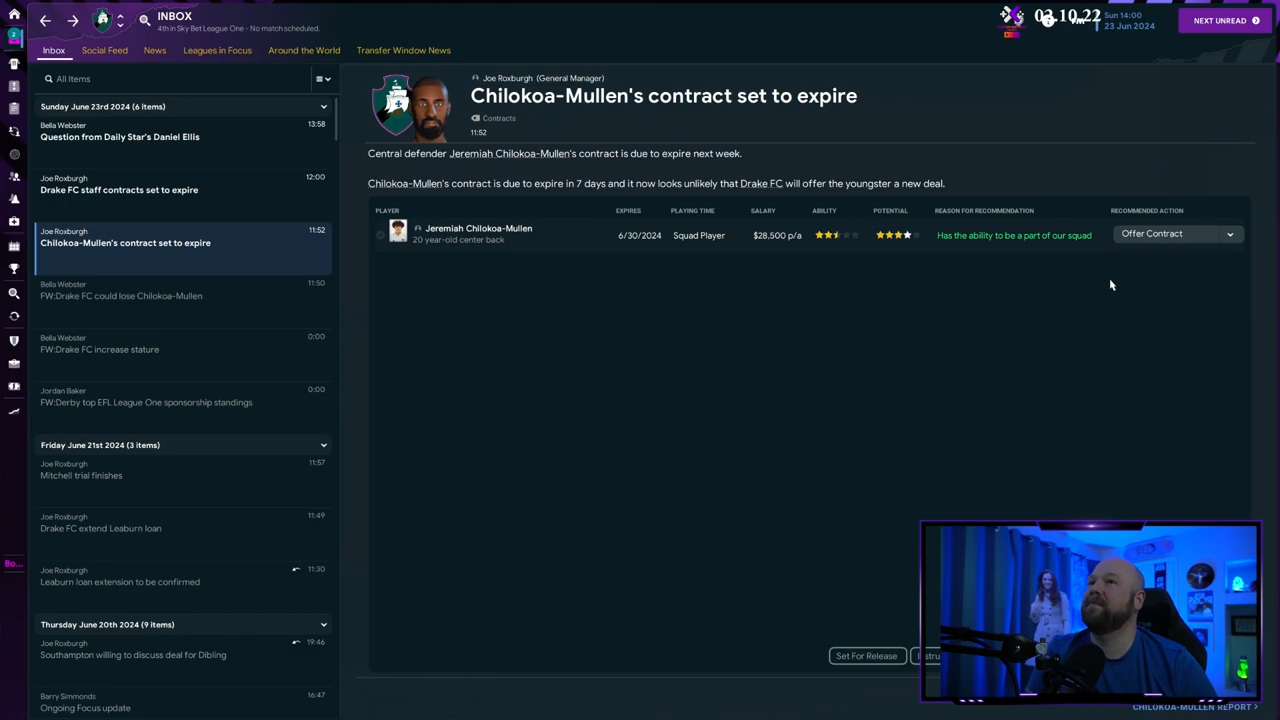 INBOX
4th in Sky Bet League One - No match scheduled.
03.10.22
Sun 14:00
23 Jun 2024
NEXT UNREAD
Inbox
Social Feed
News
Leagues in Focus
Around the World
Transfer Window News
All Items
Sunday June 23rd 2024 (6 items)
Bella Webster
13:58
Question from Daily Star's Daniel Ellis
Joe Roxburgh
12:00
Drake FC staff contracts set to expire
Joe Roxburgh
11:52
Chilokoa-Mullen's contract set to expire
Bella Webster
11:50
FW:Drake FC could lose Chilokoa-Mullen
Bella Webster
0:00
FW:Drake FC increase stature
Jordan Baker
0:00
FW:Derby top EFL League One sponsorship standings
Friday June 21st 2024 (3 items)
Joe Roxburgh
11:57
Mitchell trial finishes
Joe Roxburgh
11:49
Drake FC extend Leaburn loan
Joe Roxburgh
11:30
Leaburn loan extension to be confirmed
Thursday June 20th 2024 (9 items)
Joe Roxburgh
19:46
Southampton willing to discuss deal for Dibling
Barry Simmonds
16:47
Ongoing Focus update
Bo...
Joe Roxburgh (General Manager)
Chilokoa-Mullen's contract set to expire
Contracts
11:52
Central defender Jeremiah Chilokoa-Mullen's contract is due to expire next week.
Chilokoa-Mullen's contract is due to expire in 7 days and it now looks unlikely that Drake FC will offer the youngster a new deal.
PLAYER EXPIRES PLAYING TIME SALARY ABILITY POTENTIAL REASON FOR RECOMMENDATION RECOMMENDED ACTION
Jeremiah Chilokoa-Mullen
20 year-old center back
6/30/2024 Squad Player $28,500 p/a Has the ability to be a part of our squad Offer Contract
Set For Release
CHILOKOA-MULLEN REPORT